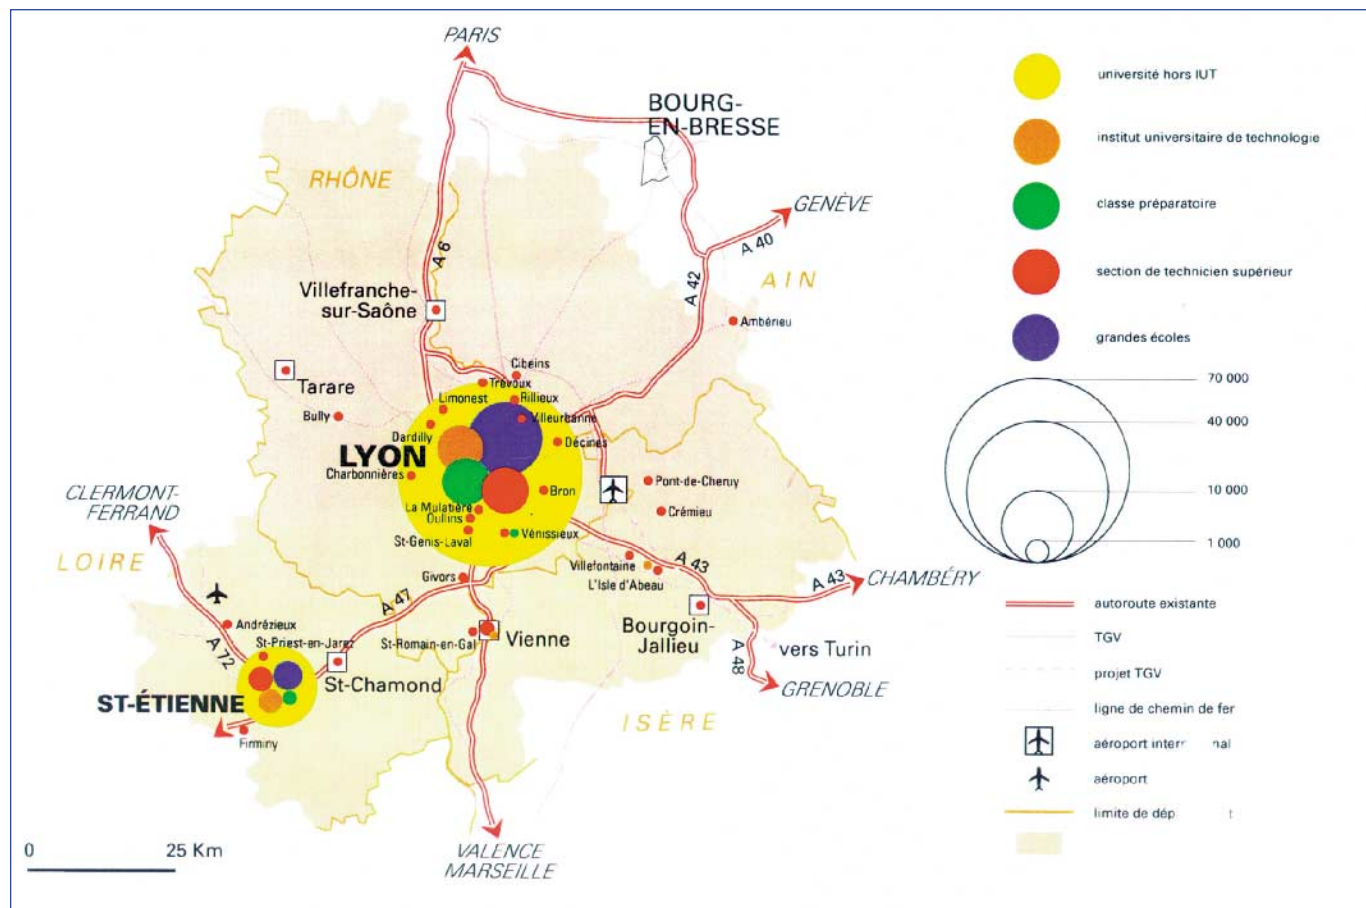 PARIS
BOURG-
EN-BRESSE
RHÔNE
GENÈVE
A 40
A 6
A 42
AIN
Villefranche-
sur-Saône
Ambérieu
Cibeins
Tarare
Trévoux
Limonest
Rillieux
Bully
Villeurbanne
Dardilly
Décines
LYON
Charbonnières
Pont-de-Cheruy
Bron
CLERMONT-
FERRAND
La Mulatière
Oullins
Crémieu
St-Genis-Laval
Vénissieux
LOIRE
Villefontaine
A 43
Givors
L'Isle d'Abeau
A 43
CHAMBÉRY
A 47
Andrézieux
Bourgoin-
Jallieu
St-Priest-en-Jarez
St-Romain-en-Gal
Vienne
A 72
A 48
vers Turin
St-Chamond
GRENOBLE
ST-ÉTIENNE
ISÈRE
Firminy
VALENCE
MARSEILLE
0 25 Km
université hors IUT
institut universitaire de technologie
classe préparatoire
section de technicien supérieur
grandes écoles
70 000
40 000
10 000
1 000
autoroute existante
TGV
projet TGV
ligne de chemin de fer
aéroport inter nal
aéroport
limite de dép t